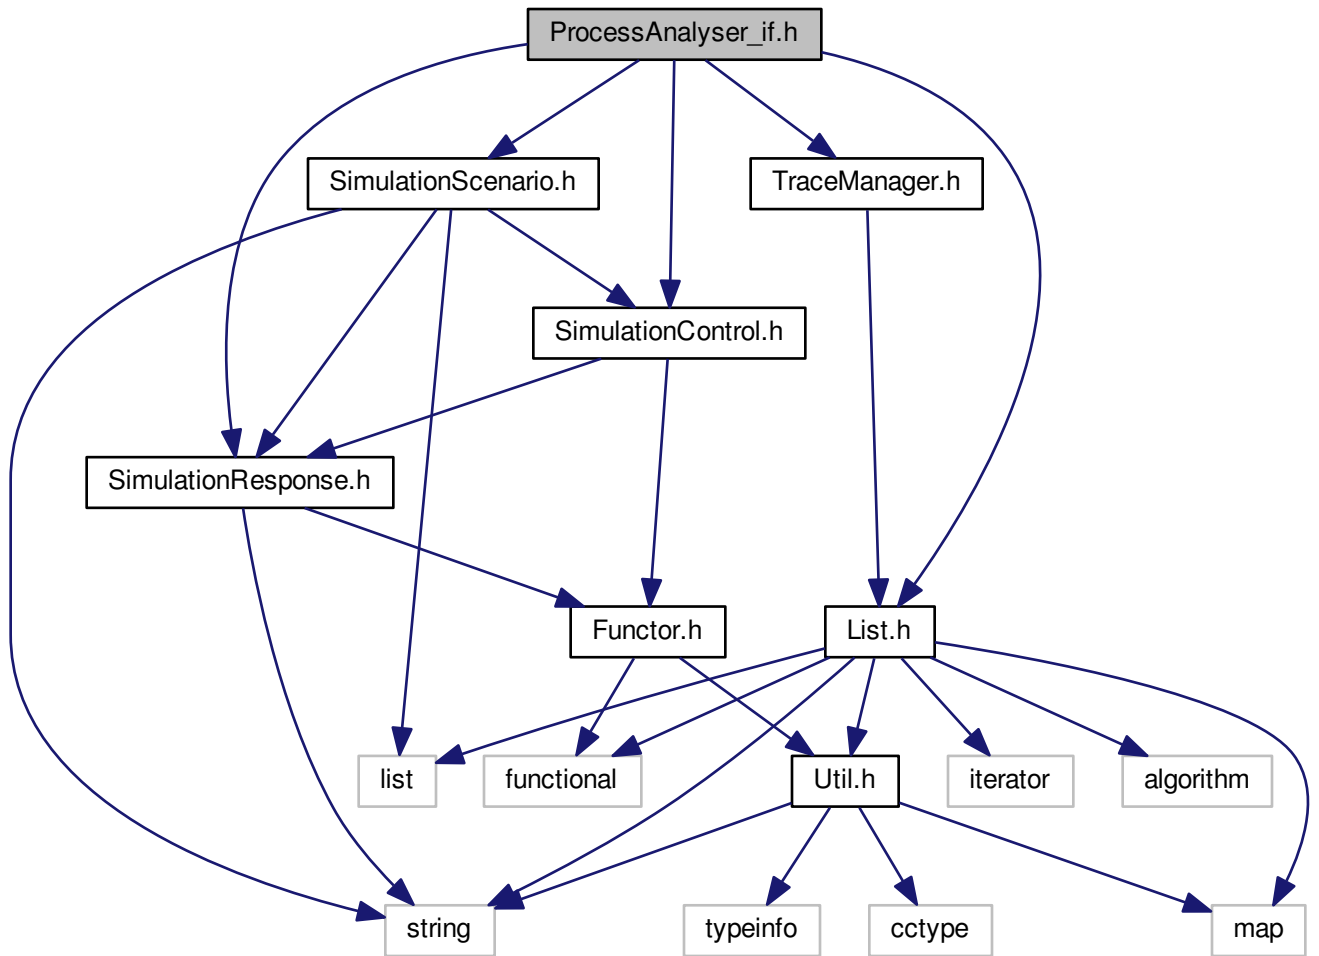 ProcessAnalyser_if.h
SimulationScenario.h
TraceManager.h
SimulationControl.h
SimulationResponse.h
Functor.h
List.h
list
functional
Util.h
iterator
algorithm
string
typeinfo
cctype
map